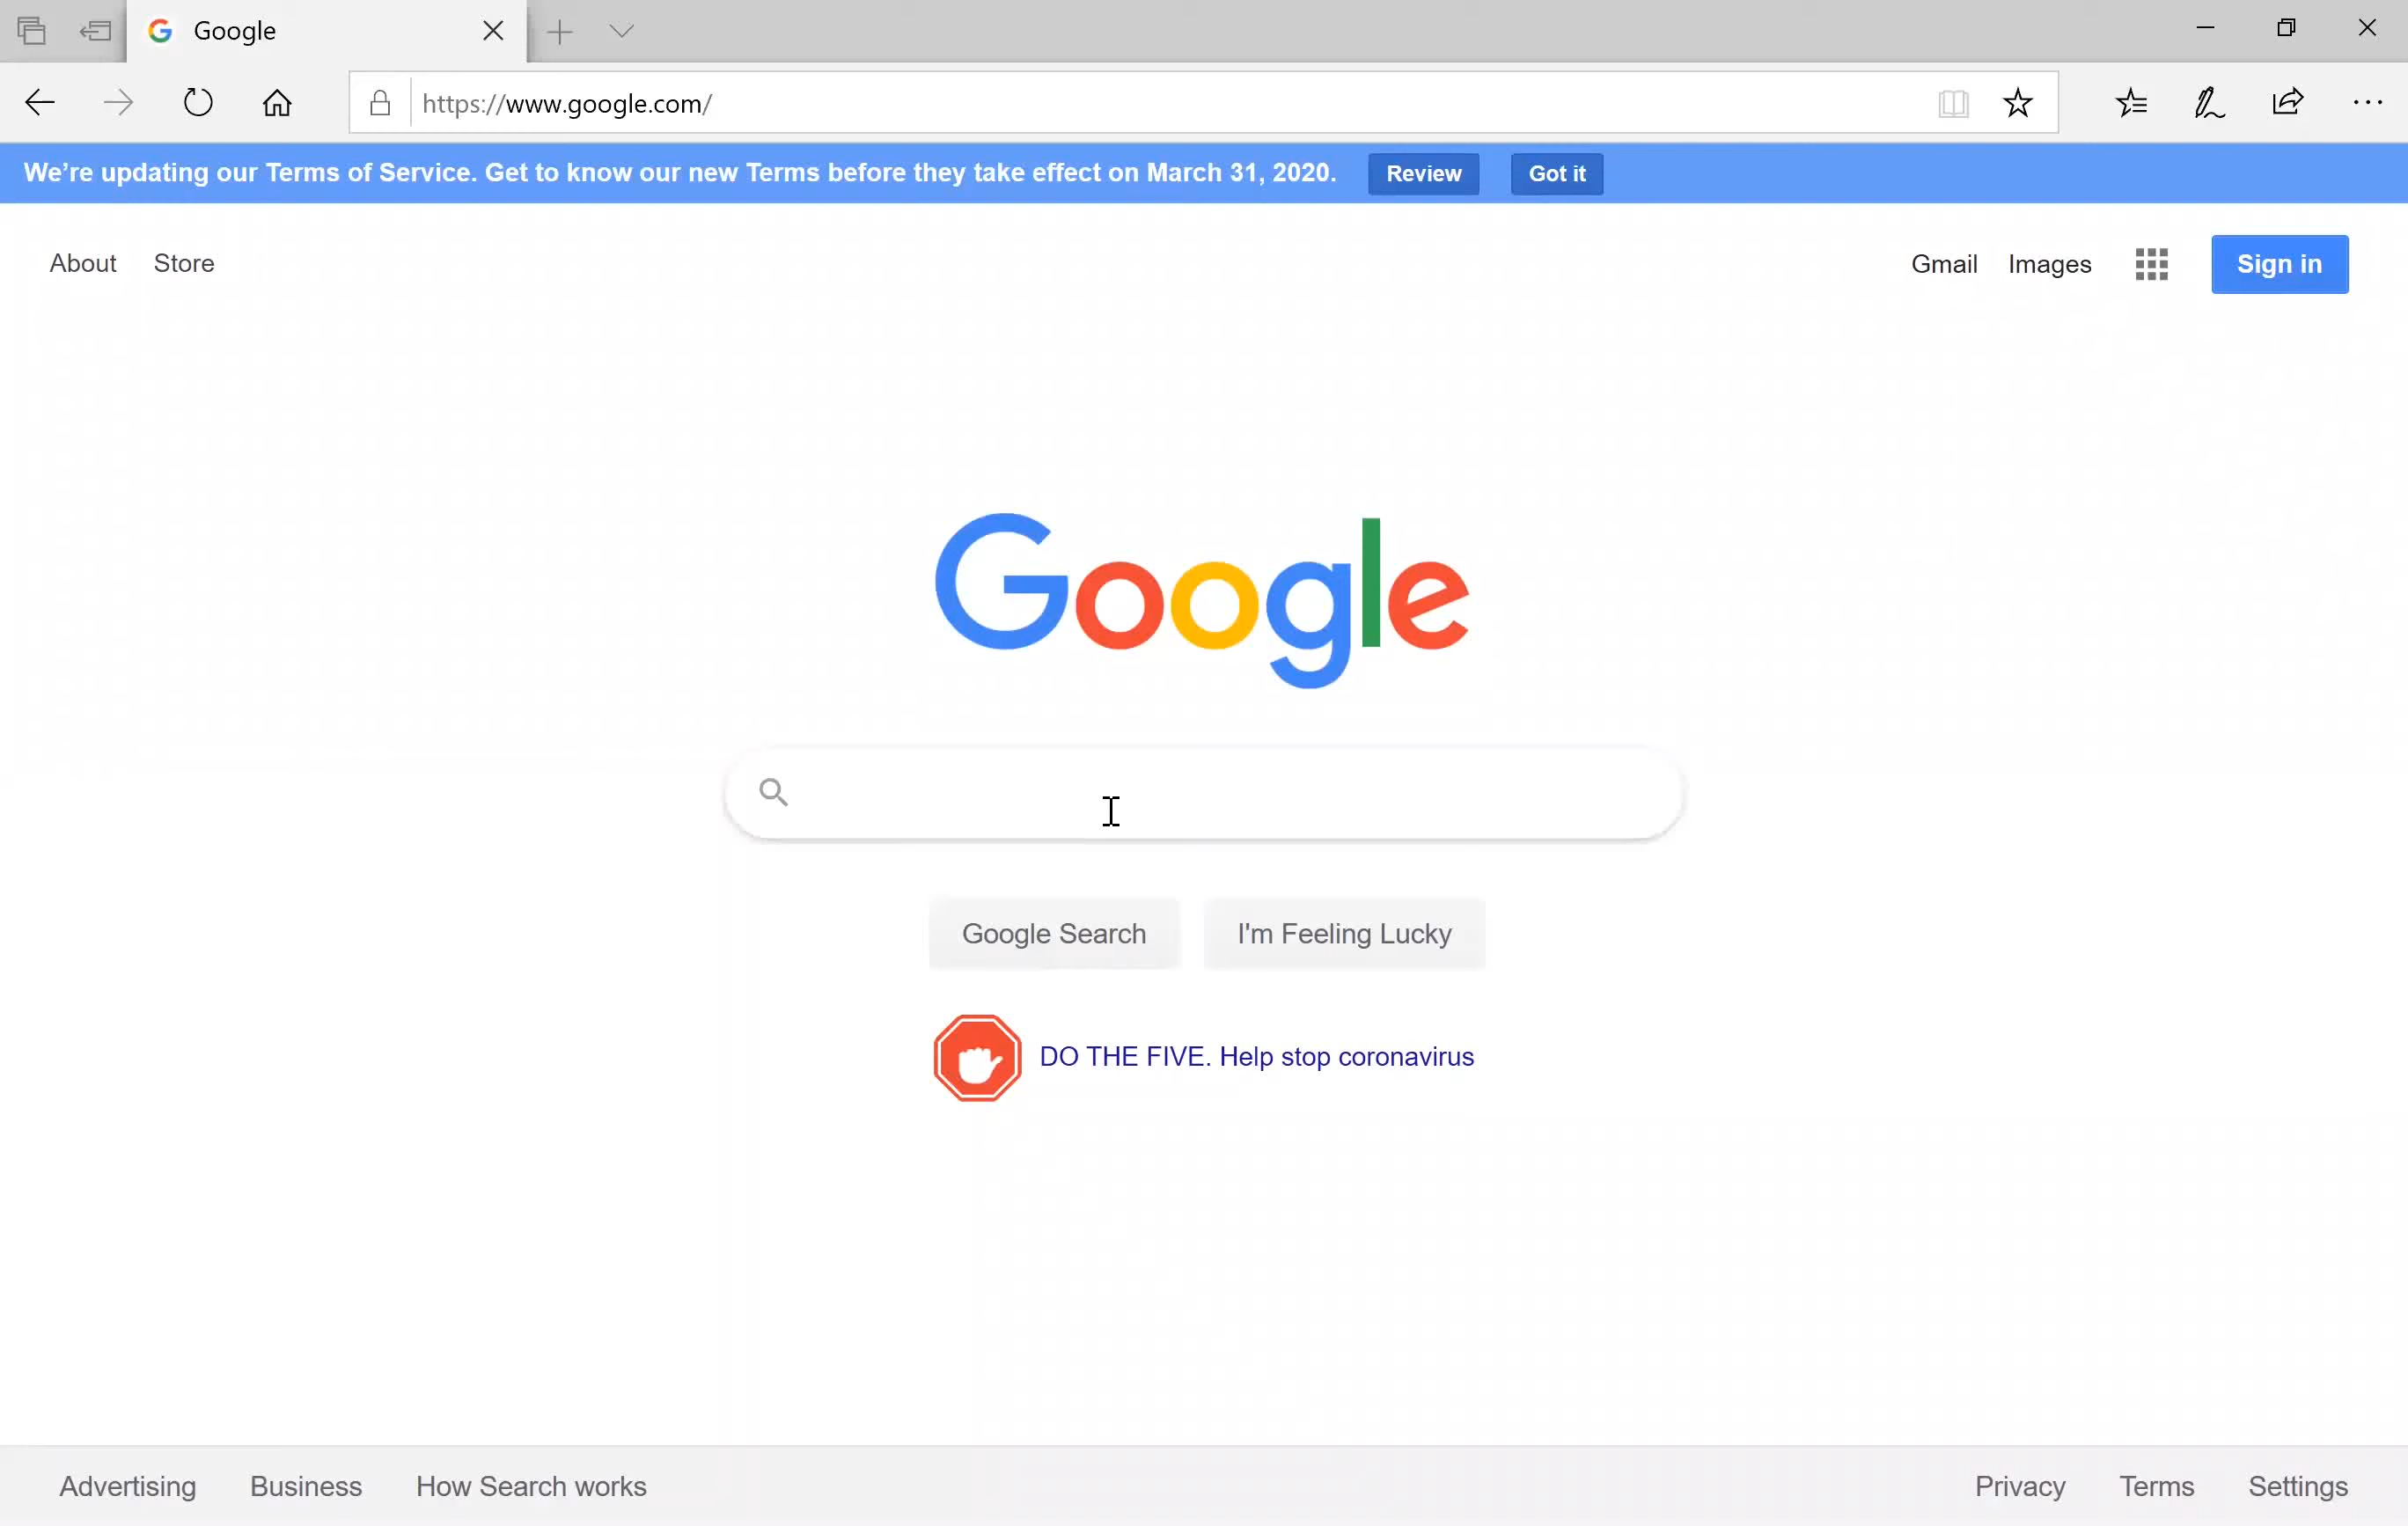 Google
https://www.google.com/
We’re updating our Terms of Service. Get to know our new Terms before they take effect on March 31, 2020. Review Got it
About Store Gmail Images Sign in
Google
Google Search I'm Feeling Lucky
DO THE FIVE. Help stop coronavirus
Advertising Business How Search works Privacy Terms Settings